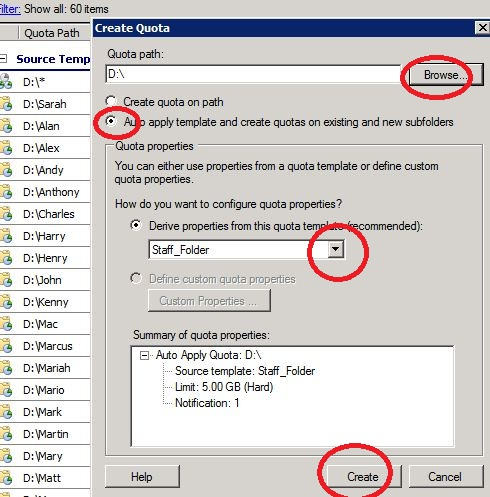 Filter: Show all: 60 items
Quota Path
Source Temp
D:\*
D:\Sarah
D:\Alan
D:\Alex
D:\Andy
D:\Anthony
D:\Charles
D:\Harry
D:\Henry
D:\John
D:\Kenny
D:\Mac
D:\Marcus
D:\Mariah
D:\Mario
D:\Mark
D:\Martin
D:\Mary
D:\Matt
Create Quota
Quota path:
D:\
Browse...
Create quota on path
Auto apply template and create quotas on existing and new subfolders
Quota properties
You can either use properties from a quota template or define custom
quota properties.
How do you want to configure quota properties?
Derive properties from this quota template (recommended):
Staff_Folder
Define custom quota properties
Custom Properties ...
Summary of quota properties:
Auto Apply Quota: D:\
Source template: Staff_Folder
Limit: 5.00 GB (Hard)
Notification: 1
Help
Create
Cancel